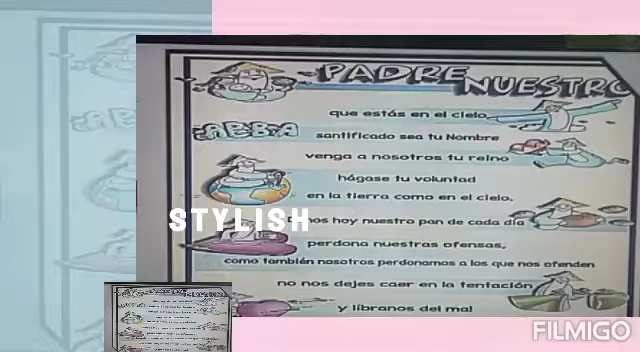 PADRE NUESTRO
que estás en el cielo,
ABBA
santificado sea tu Nombre
venga a nosotros tu reino
hágase tu voluntad
en la tierra como en el cielo.
STYLISH
nos hoy nuestro pan de cada día
perdona nuestras ofensas,
como también nosotros perdonamos a los que nos ofenden
no nos dejes caer en la tentación
y líbranos del mal
FILMIGO